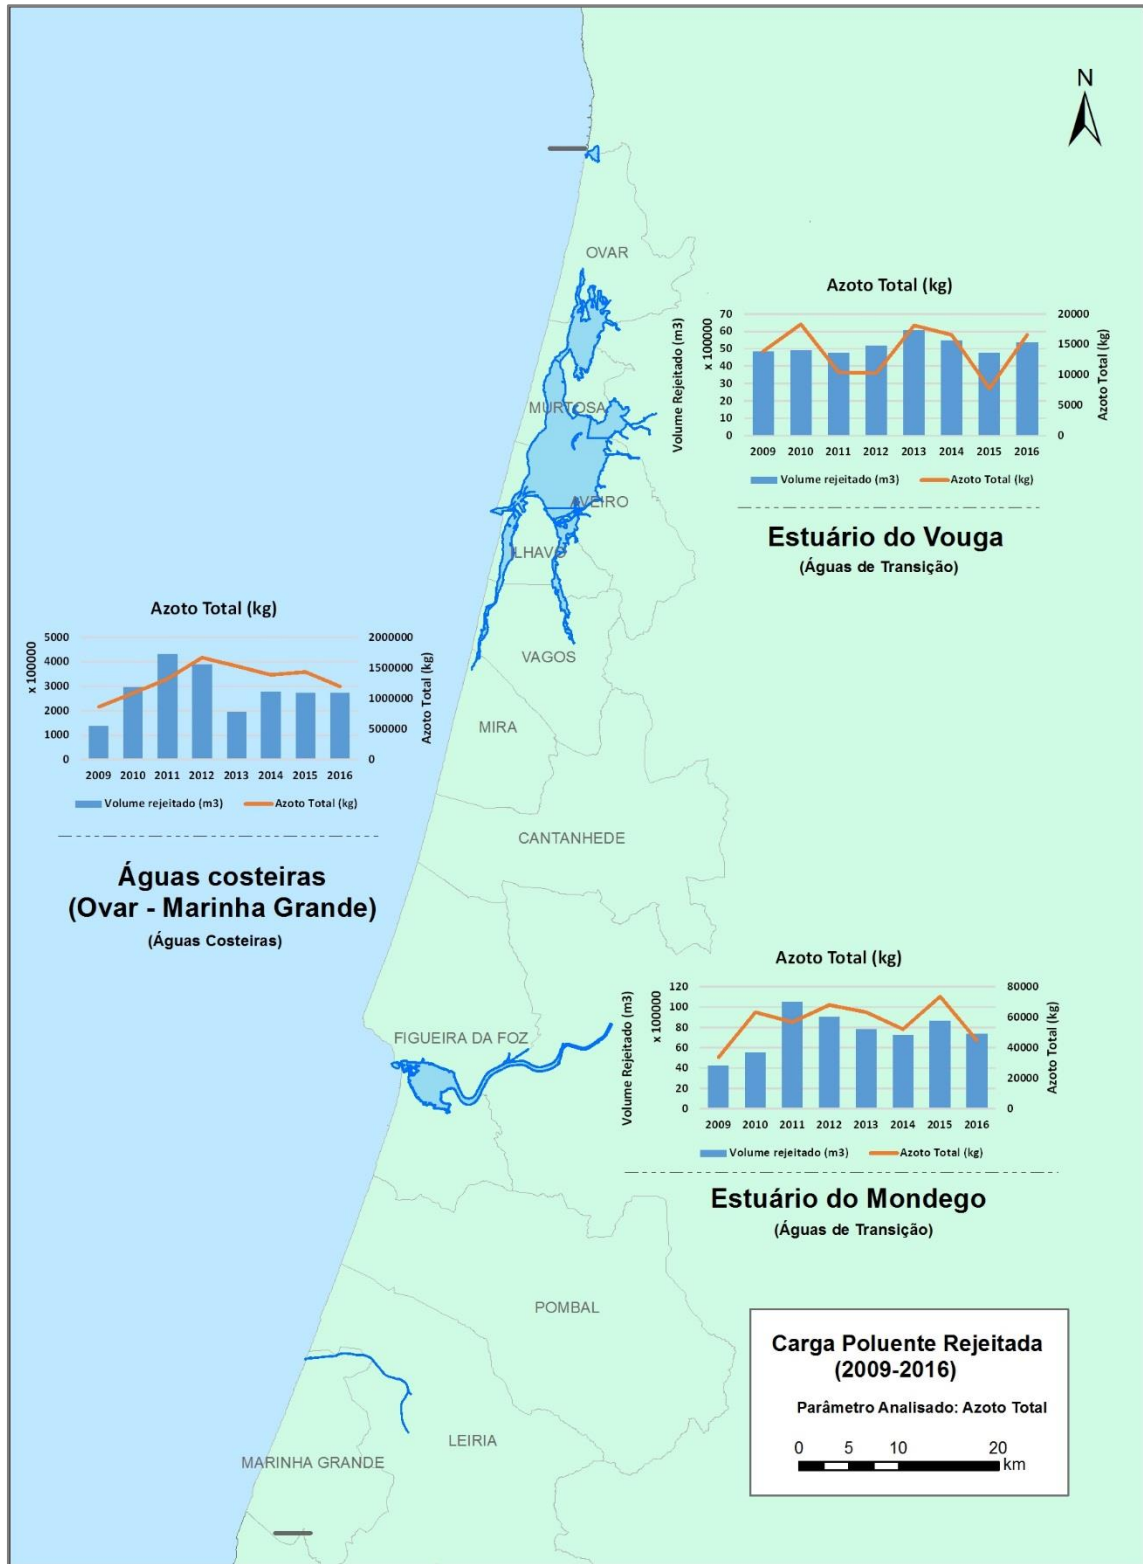 N
OVAR
MURTOSA
AVEIRO
ILHAVO
VAGOS
MIRA
CANTANHEDE
FIGUEIRA DA FOZ
POMBAL
LEIRIA
MARINHA GRANDE
Azoto Total (kg)
Volume Rejeitado (m3)
x 100000
70
60
50
40
30
20
10
0
20000
15000
10000
5000
0
Azoto Total (kg)
2009 2010 2011 2012 2013 2014 2015 2016
Volume rejeitado (m3) Azoto Total (kg)
Estuário do Vouga
(Águas de Transição)
Azoto Total (kg)
x 100000
5000
4000
3000
2000
1000
0
2000000
1500000
1000000
500000
0
Azoto Total (kg)
2009 2010 2011 2012 2013 2014 2015 2016
Volume rejeitado (m3) Azoto Total (kg)
Águas costeiras
(Ovar - Marinha Grande)
(Águas Costeiras)
Azoto Total (kg)
Volume Rejeitado (m3)
x 100000
120
100
80
60
40
20
0
80000
60000
40000
20000
0
Azoto Total (kg)
2009 2010 2011 2012 2013 2014 2015 2016
Volume rejeitado (m3) Azoto Total (kg)
Estuário do Mondego
(Águas de Transição)
Carga Poluente Rejeitada
(2009-2016)
Parâmetro Analisado: Azoto Total
0 5 10 20
km